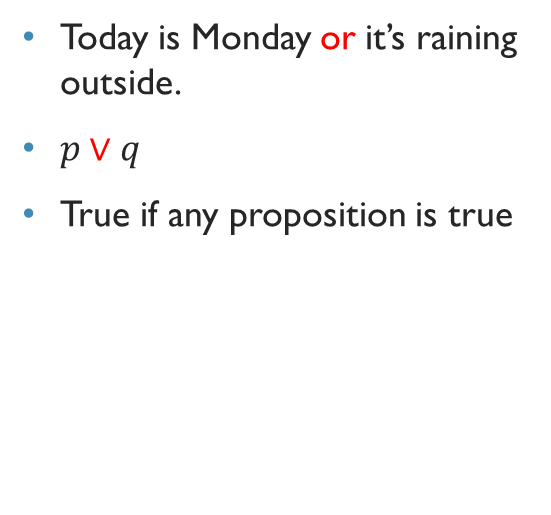 • Today is Monday or it’s raining
outside.
• 𝑝 ∨ 𝑞
• True if any proposition is true